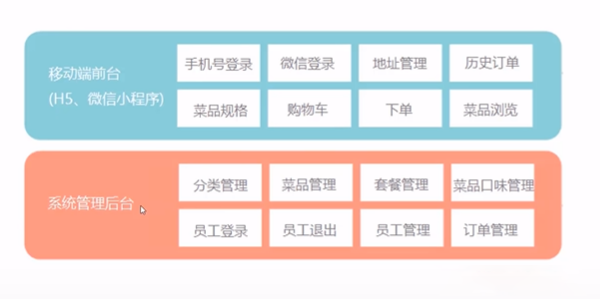 移动端前台
(H5、微信小程序)
手机号登录 微信登录 地址管理 历史订单
菜品规格 购物车 下单 菜品浏览
系统管理后台
分类管理 菜品管理 套餐管理 菜品口味管理
员工登录 员工退出 员工管理 订单管理